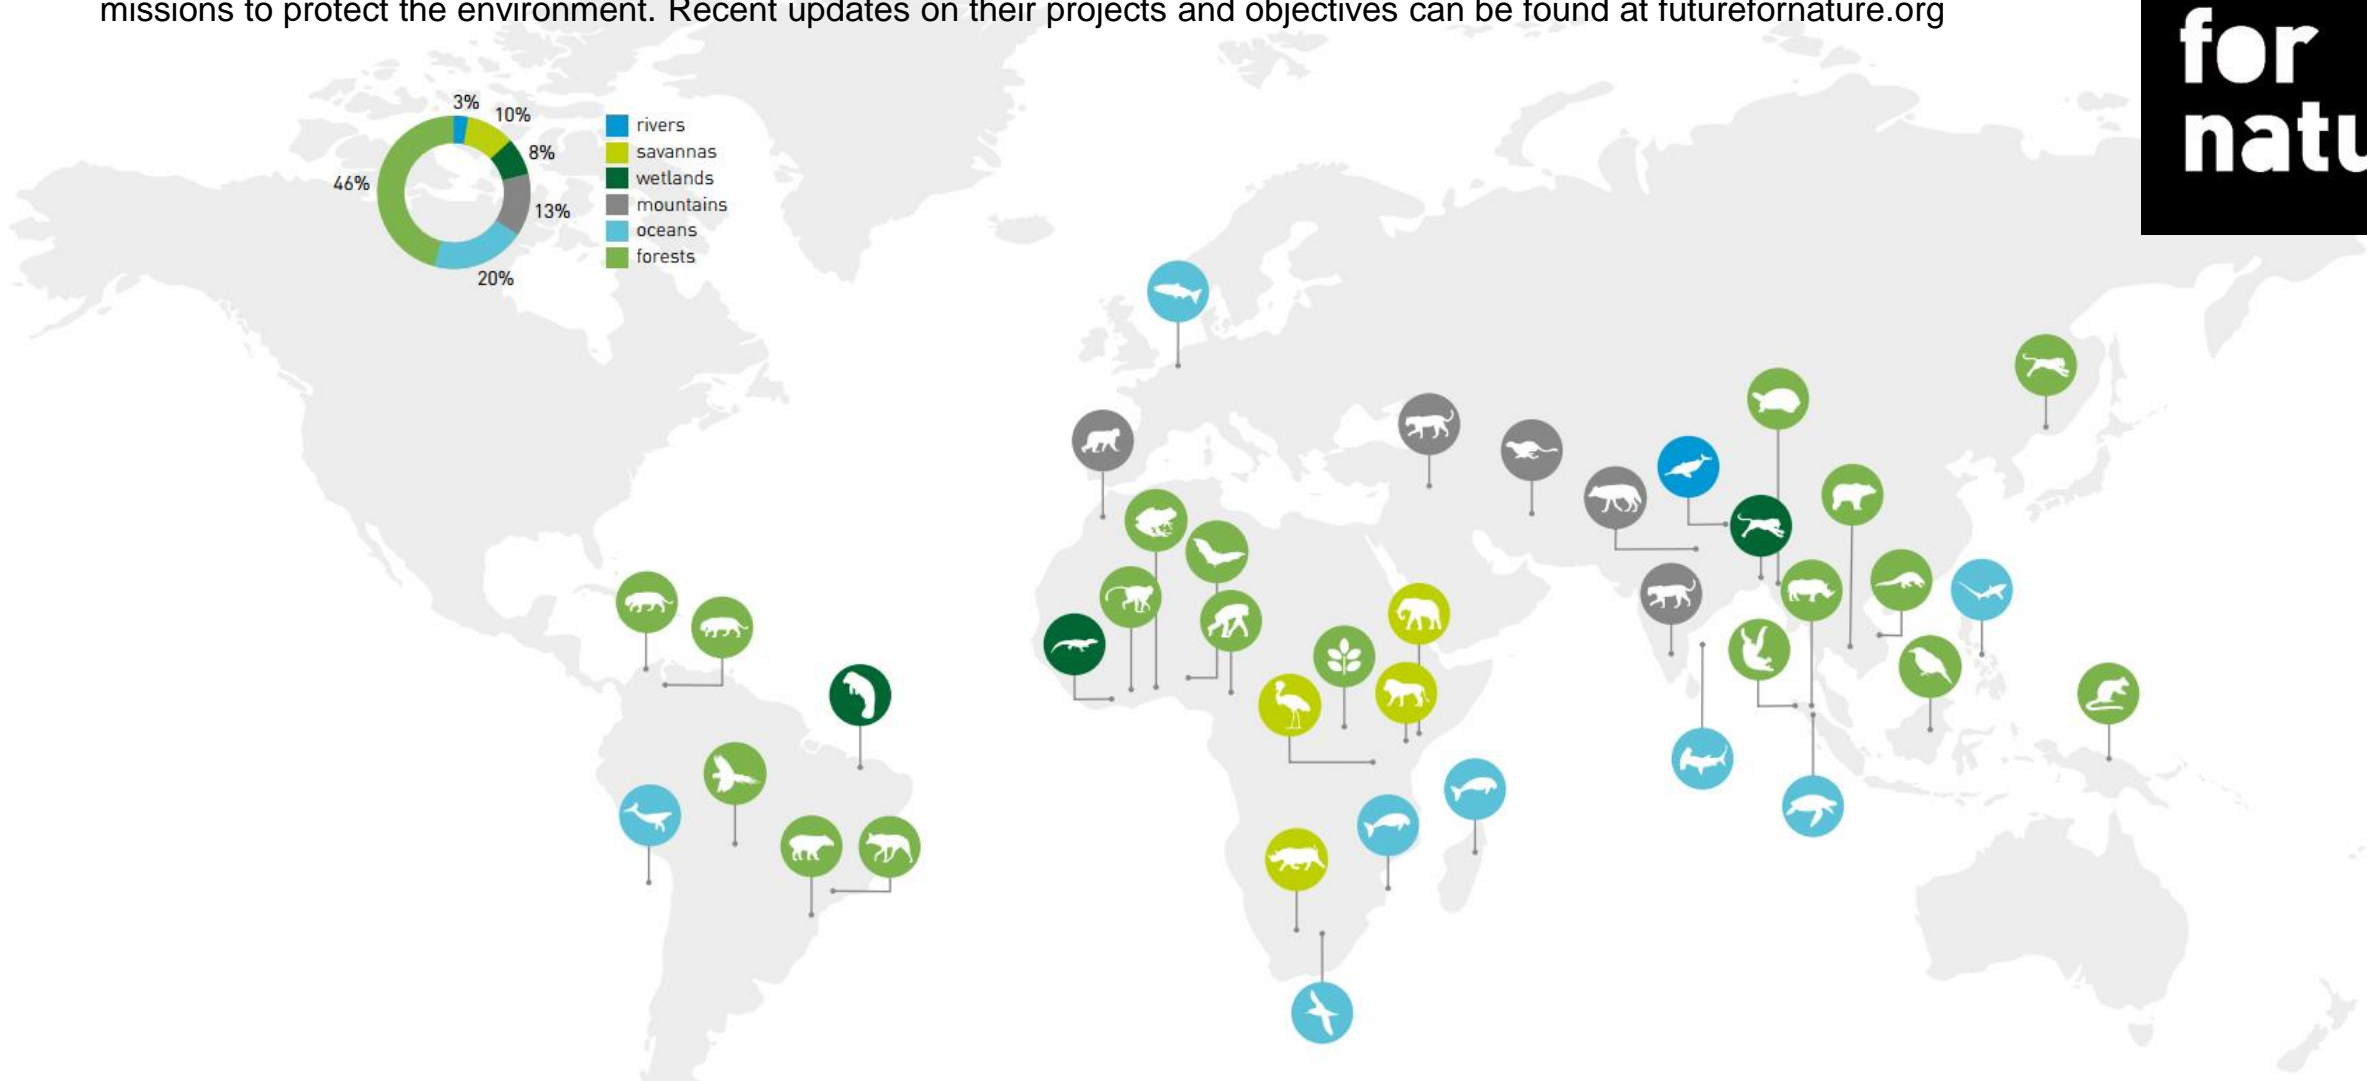 missions to protect the environment. Recent updates on their projects and objectives can be found at futurefornature.org
for
natu
3%
10%
8%
13%
20%
46%
rivers
savannas
wetlands
mountains
oceans
forests